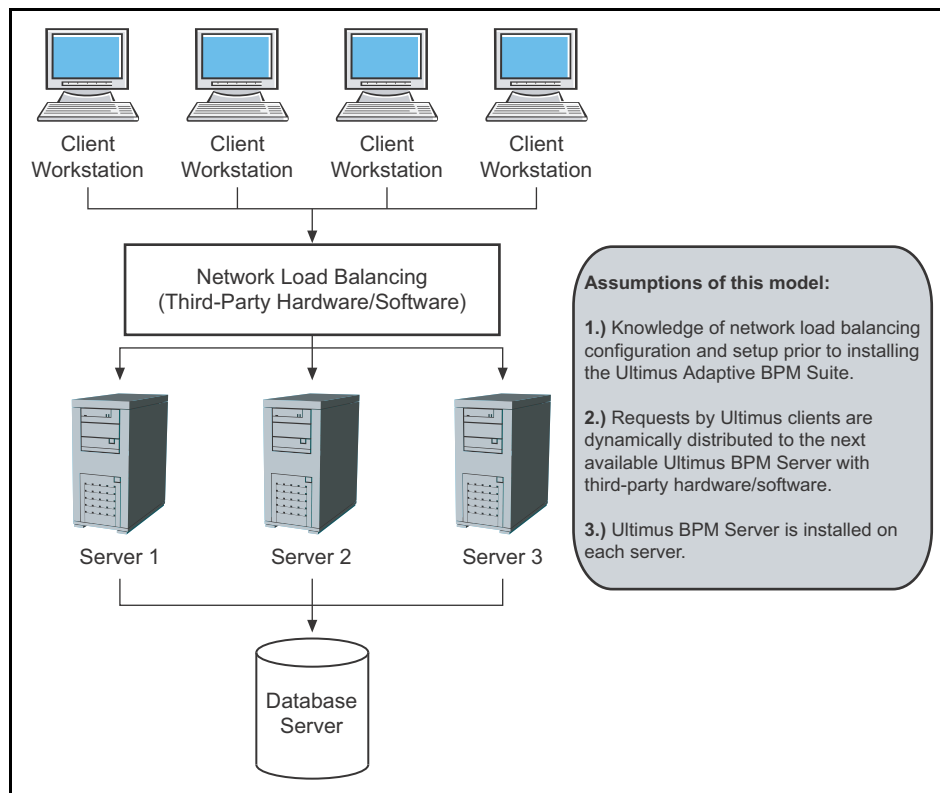 Client
Workstation
Client
Workstation
Client
Workstation
Client
Workstation
Network Load Balancing
(Third-Party Hardware/Software)
Assumptions of this model:
1.) Knowledge of network load balancing
configuration and setup prior to installing
the Ultimus Adaptive BPM Suite.
2.) Requests by Ultimus clients are
dynamically distributed to the next
available Ultimus BPM Server with
third-party hardware/software.
3.) Ultimus BPM Server is installed on
each server.
Server 1
Server 2
Server 3
Database
Server